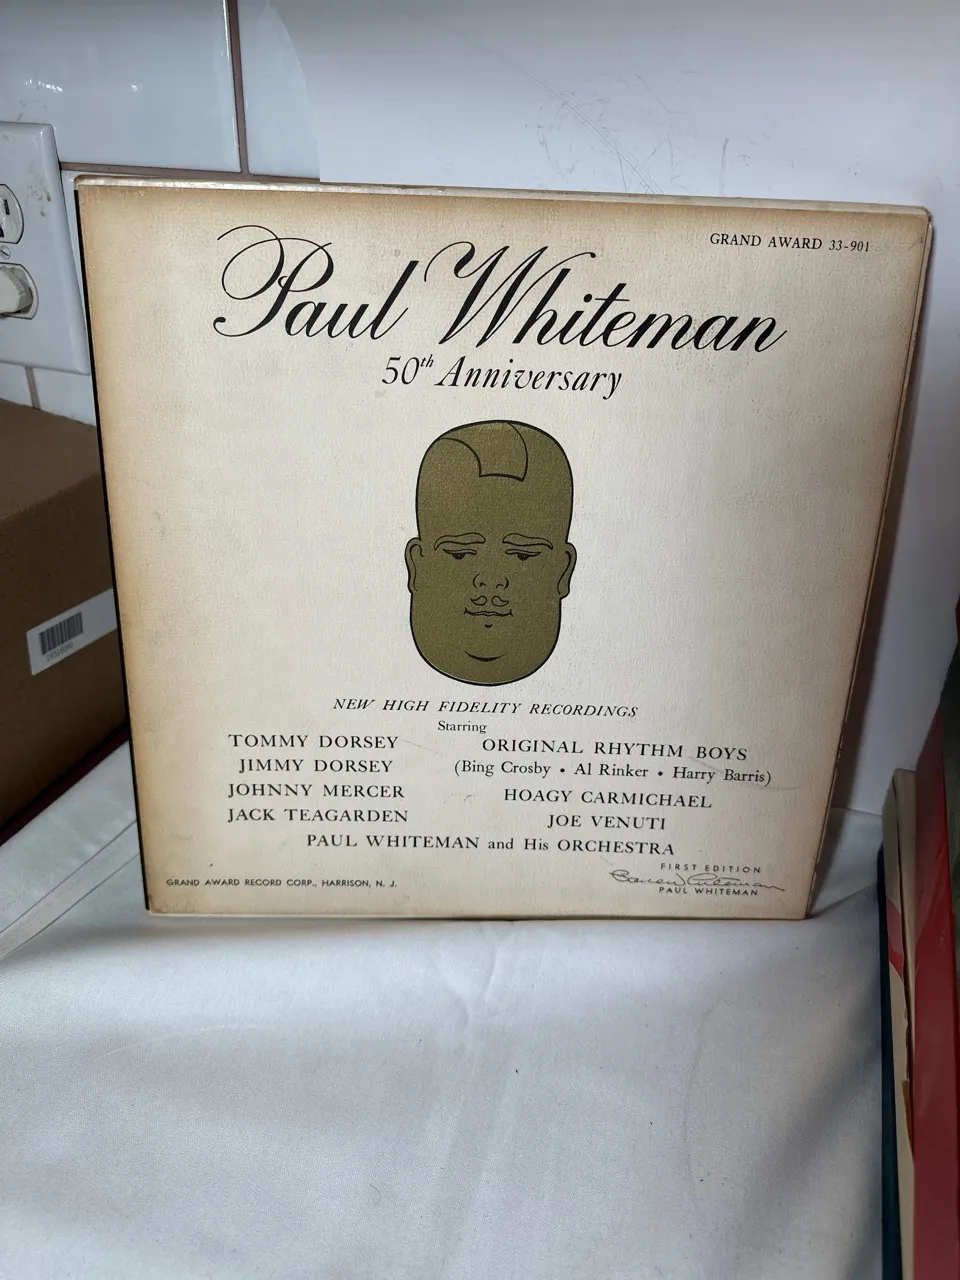 GRAND AWARD 33-901
Paul Whiteman
50th Anniversary
NEW HIGH FIDELITY RECORDINGS
Starring
TOMMY DORSEY
JIMMY DORSEY
JOHNNY MERCER
JACK TEAGARDEN
ORIGINAL RHYTHM BOYS
(Bing Crosby • Al Rinker • Harry Barris)
HOAGY CARMICHAEL
JOE VENUTI
PAUL WHITEMAN and His ORCHESTRA
FIRST EDITION
PAUL WHITEMAN
GRAND AWARD RECORD CORP., HARRISON, N. J.